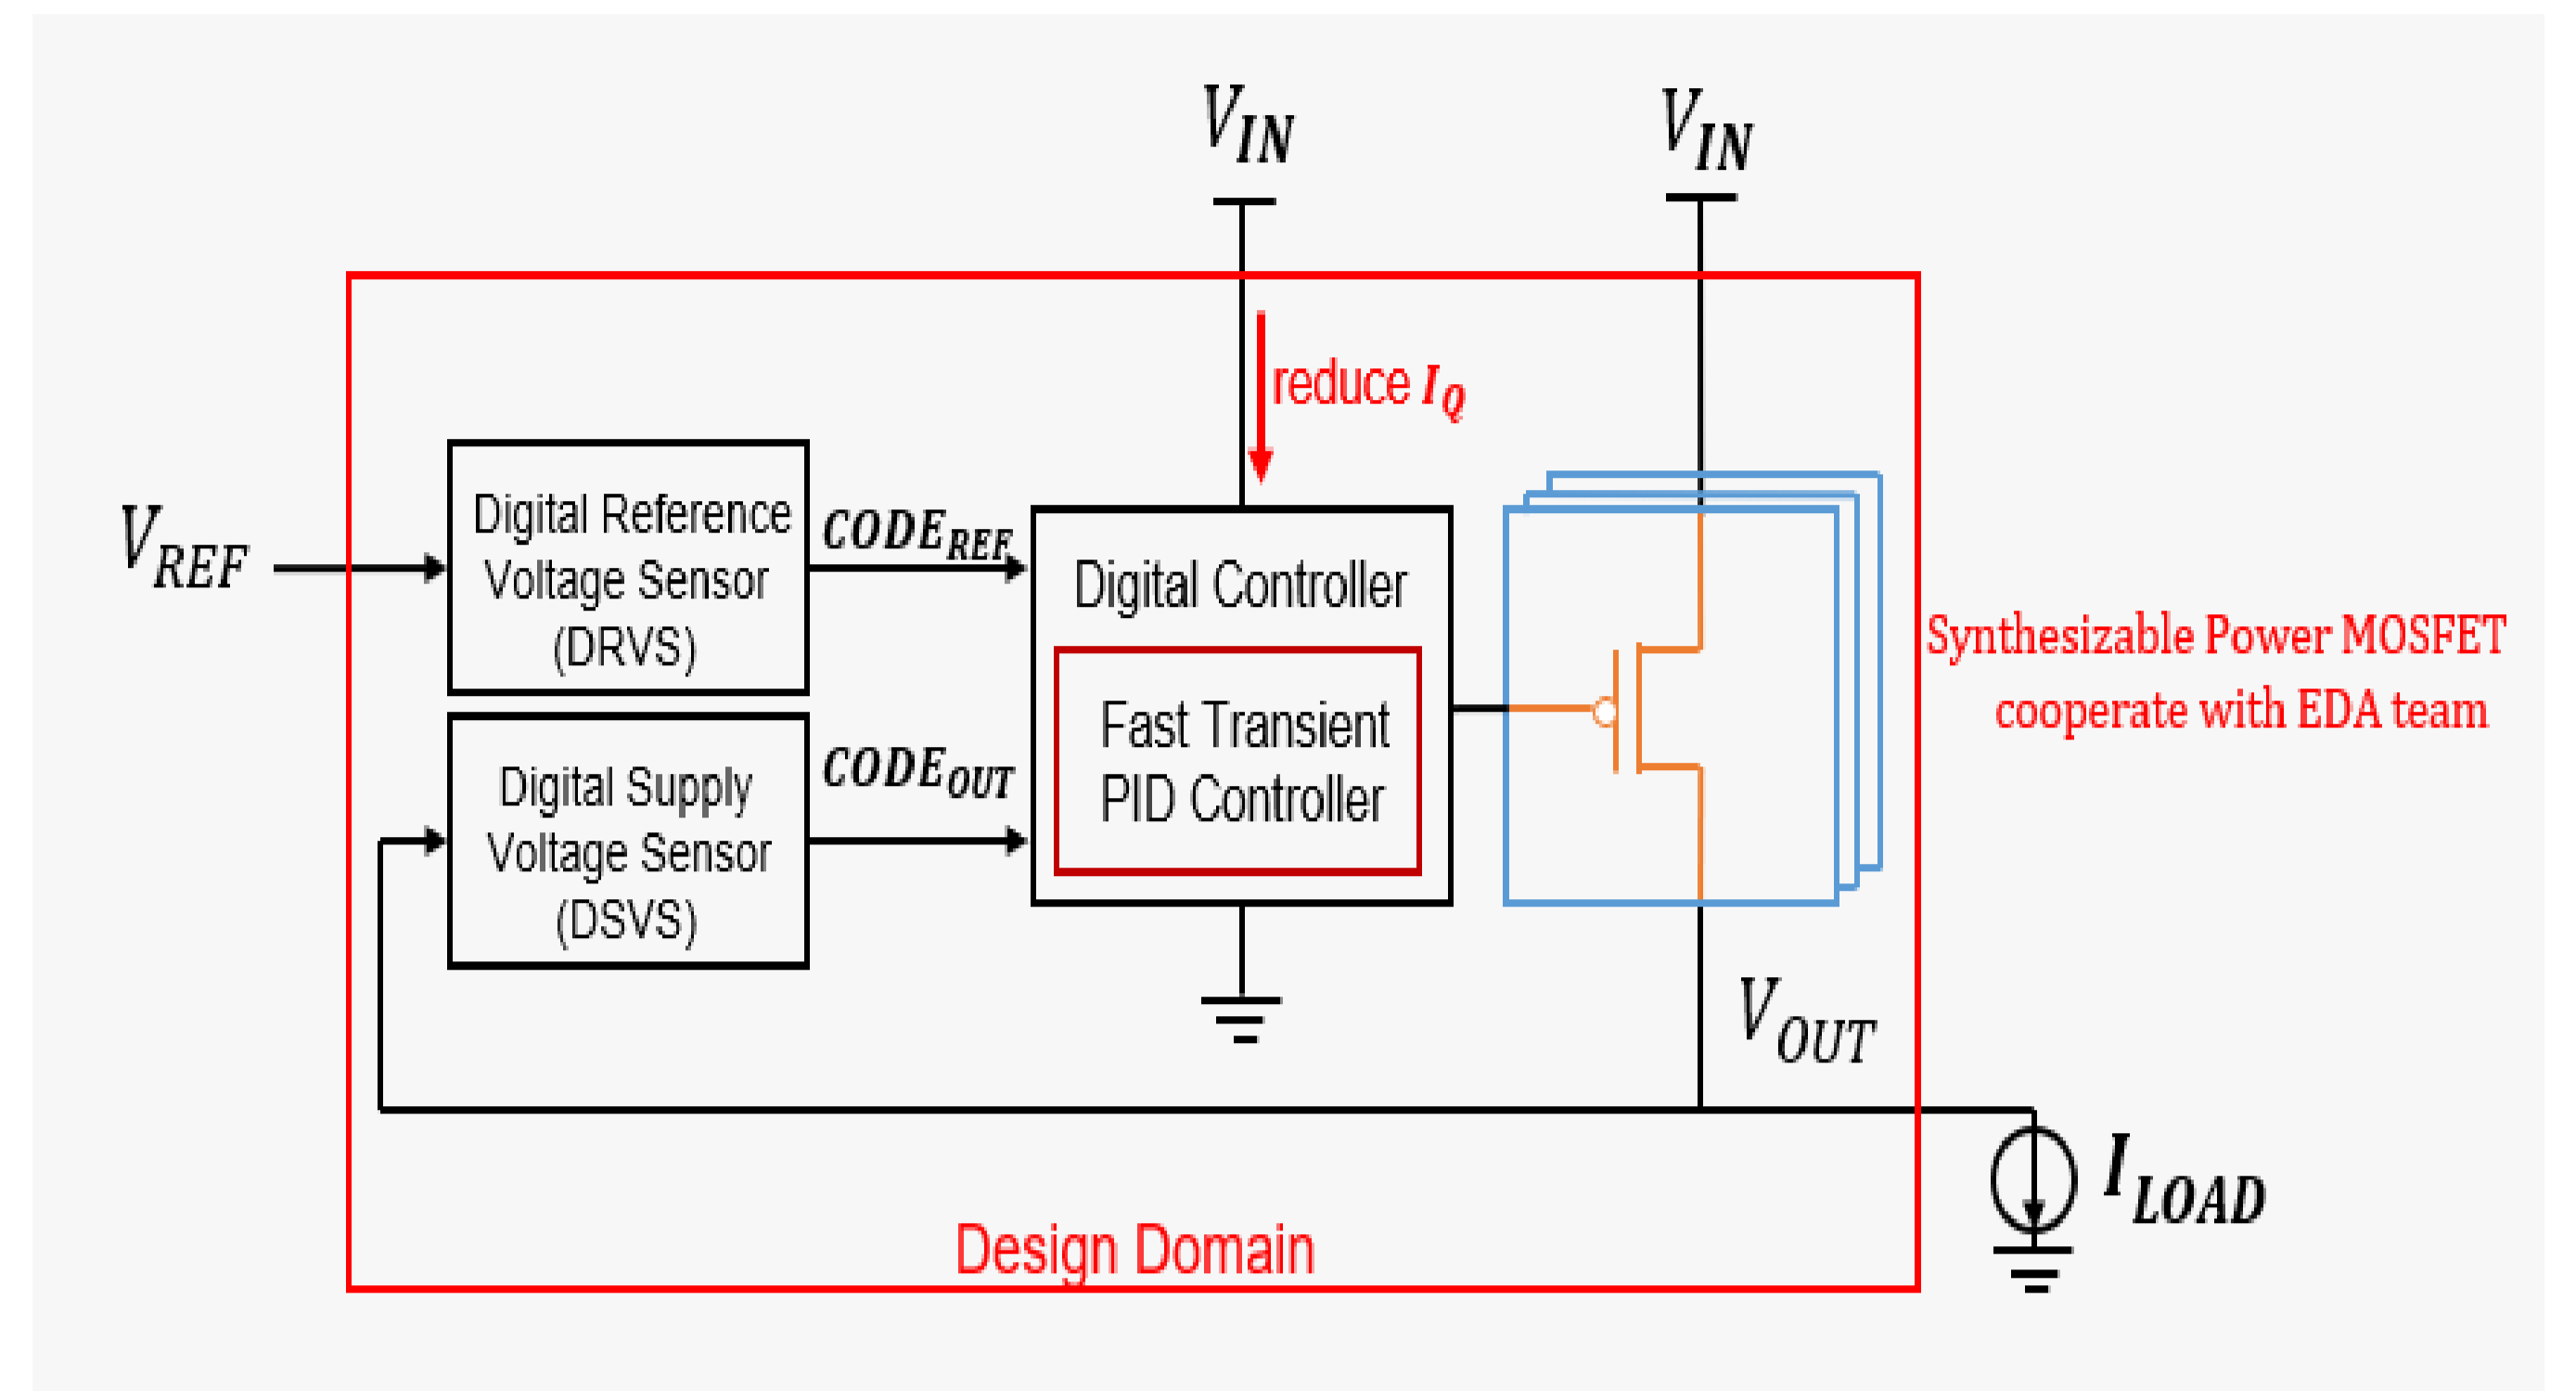 V_IN
V_IN
reduce I_Q
Digital Reference
Voltage Sensor
(DRVS)
V_REF
CODE_REF
Digital Controller
Fast Transient
PID Controller
Synthesizable Power MOSFET
cooperate with EDA team
Digital Supply
Voltage Sensor
(DSVS)
CODE_OUT
V_OUT
I_LOAD
Design Domain